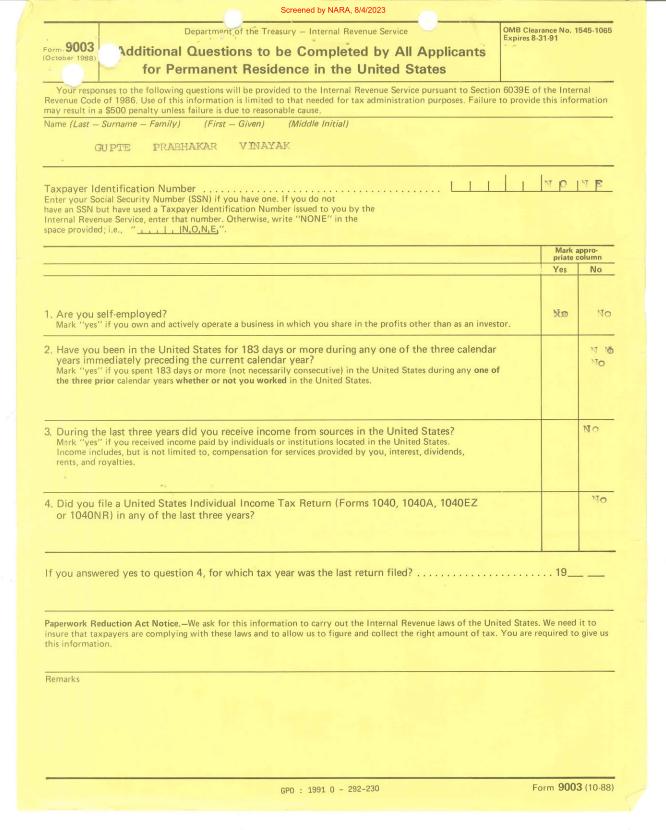 Screened by NARA, 8/4/2023
Form 9003
(October 1988)
Department of the Treasury — Internal Revenue Service
Additional Questions to be Completed by All Applicants
for Permanent Residence in the United States
OMB Clearance No. 1545-1065
Expires 8-31-91
Your responses to the following questions will be provided to the Internal Revenue Service pursuant to Section 6039E of the Internal
Revenue Code of 1986. Use of this information is limited to that needed for tax administration purposes. Failure to provide this information
may result in a $500 penalty unless failure is due to reasonable cause.
Name (Last — Surname — Family) (First — Given) (Middle Initial)
GUPTE PRABHAKAR VINAYAK
Taxpayer Identification Number . . . . . . . . . . . . . . . . . . . . . . . . . . . . . . . . . . . . . N O N E
Enter your Social Security Number (SSN) if you have one. If you do not
have an SSN but have used a Taxpayer Identification Number issued to you by the
Internal Revenue Service, enter that number. Otherwise, write "NONE" in the
space provided; i.e., " N,O,N,E,".
Mark appro-
priate column
Yes No
1. Are you self-employed? No No
Mark "yes" if you own and actively operate a business in which you share in the profits other than as an investor.
2. Have you been in the United States for 183 days or more during any one of the three calendar
years immediately preceding the current calendar year? No
Mark "yes" if you spent 183 days or more (not necessarily consecutive) in the United States during any one of
the three prior calendar years whether or not you worked in the United States.
3. During the last three years did you receive income from sources in the United States? No
Mark "yes" if you received income paid by individuals or institutions located in the United States.
Income includes, but is not limited to, compensation for services provided by you, interest, dividends,
rents, and royalties.
4. Did you file a United States Individual Income Tax Return (Forms 1040, 1040A, 1040EZ No
or 1040NR) in any of the last three years?
If you answered yes to question 4, for which tax year was the last return filed? . . . . . . . . . . . . . . . . . . . . . . . 19__ __
Paperwork Reduction Act Notice.—We ask for this information to carry out the Internal Revenue laws of the United States. We need it to
insure that taxpayers are complying with these laws and to allow us to figure and collect the right amount of tax. You are required to give us
this information.
Remarks
GPO : 1991 O - 292-230
Form 9003 (10-88)